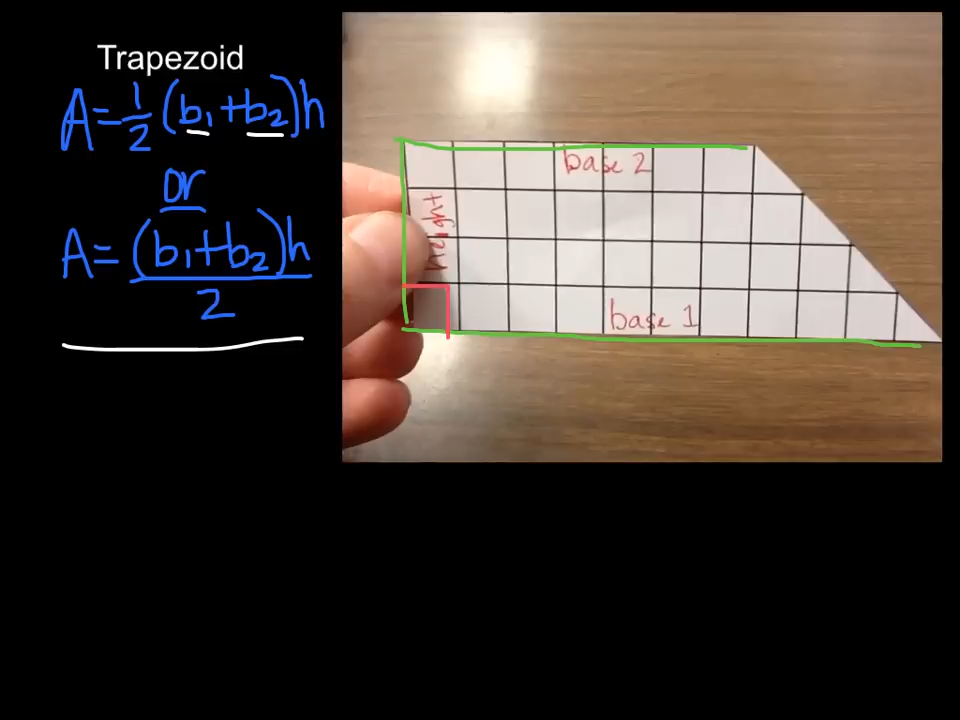 Trapezoid
A=1/2(b₁+b₂)h
or
A=(b₁+b₂)h
2
base 2
height
base 1